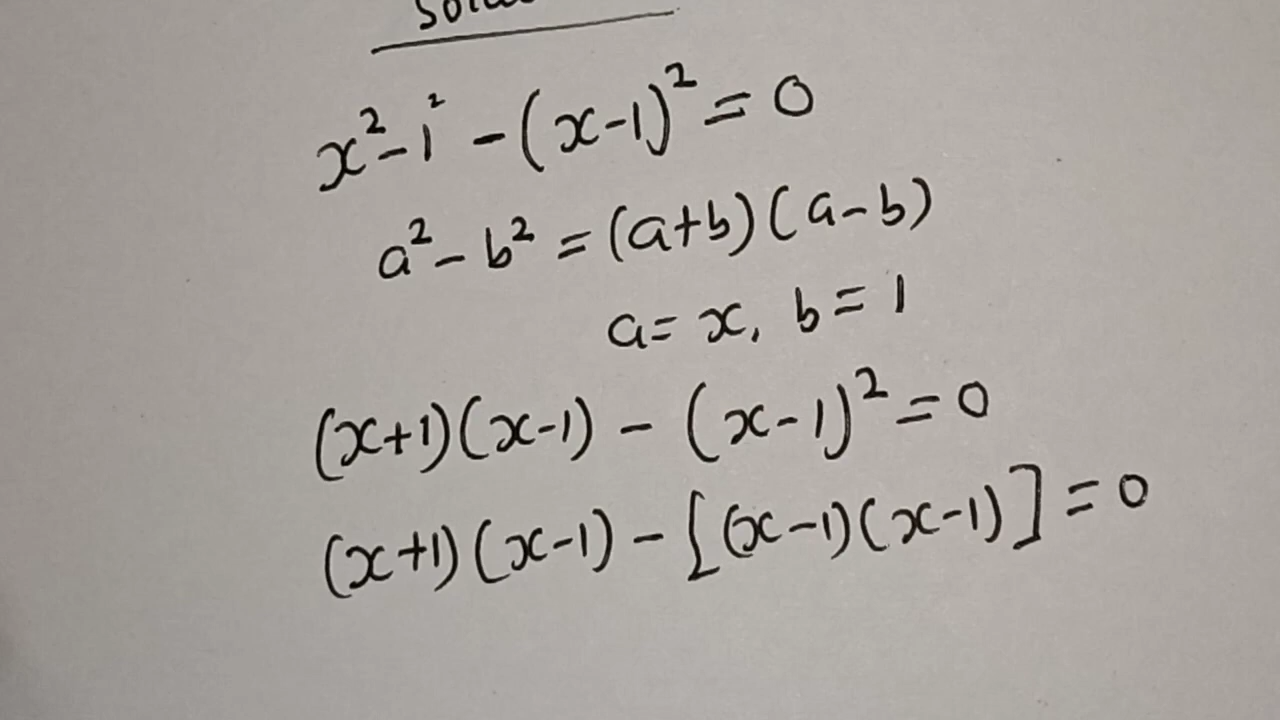 x² - 1² - (x-1)² = 0
a² - b² = (a+b)(a-b)
a = x, b = 1
(x+1)(x-1) - (x-1)² = 0
(x+1)(x-1) - [(x-1)(x-1)] = 0